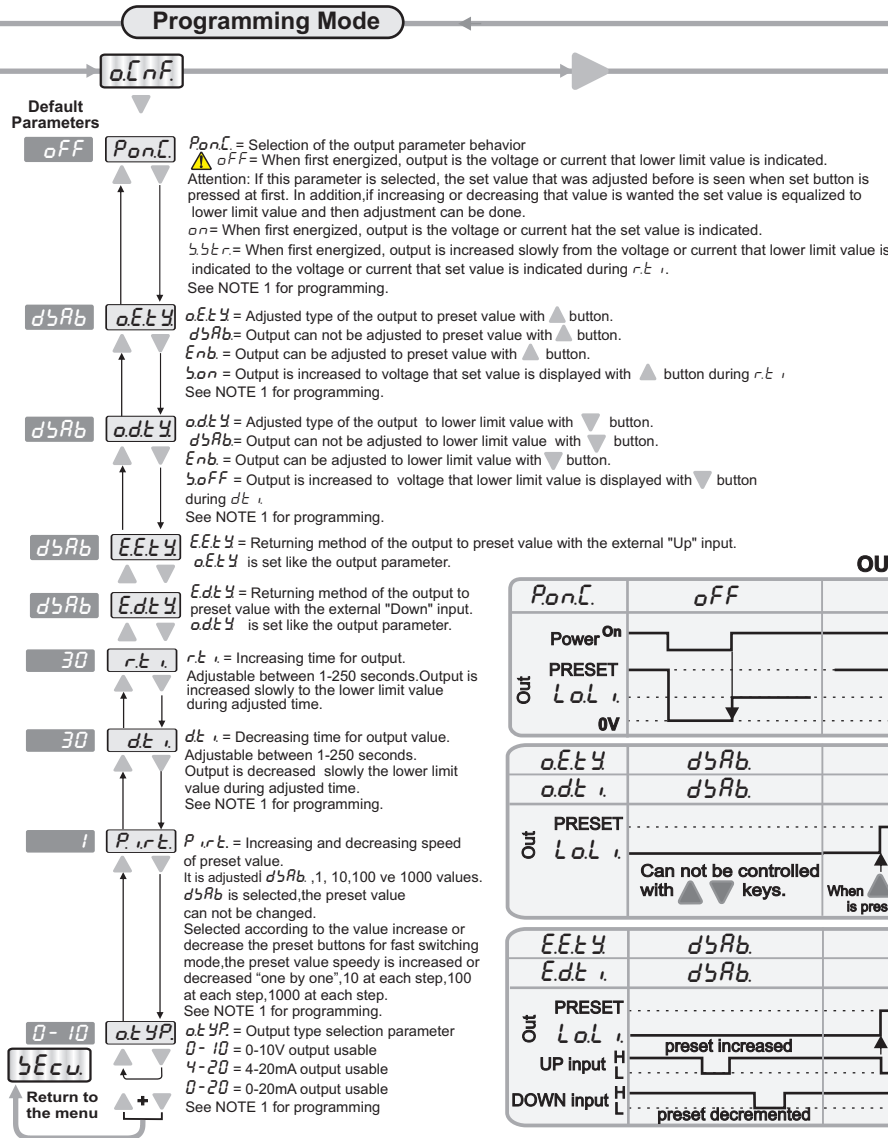 Programming Mode
o.CnF.
Default
Parameters
oFF
Pon.C.
P.on.C. = Selection of the output parameter behavior
oFF= When first energized, output is the voltage or current that lower limit value is indicated.
Attention: If this parameter is selected, the set value that was adjusted before is seen when set button is
pressed at first. In addition,if increasing or decreasing that value is wanted the set value is equalized to
lower limit value and then adjustment can be done.
on= When first energized, output is the voltage or current hat the set value is indicated.
S.Str.= When first energized, output is increased slowly from the voltage or current that lower limit value is
indicated to the voltage or current that set value is indicated during r.t i.
See NOTE 1 for programming.
dSAb
o.E.tY.
o.E.tY. = Adjusted type of the output to preset value with ▲ button.
dSAb.= Output can not be adjusted to preset value with ▲ button.
Enb. = Output can be adjusted to preset value with ▲ button.
S.on = Output is increased to voltage that set value is displayed with ▲ button during r.t i
See NOTE 1 for programming.
dSAb
o.d.tY.
o.d.tY. = Adjusted type of the output to lower limit value with ▼ button.
dSAb.= Output can not be adjusted to lower limit value with ▼ button.
Enb. = Output can be adjusted to lower limit value with ▼ button.
S.oFF = Output is increased to voltage that lower limit value is displayed with ▼ button
during d.t i.
See NOTE 1 for programming.
dSAb
E.E.tY.
E.E.tY. = Returning method of the output to preset value with the external "Up" input.
o.E.tY. is set like the output parameter.
dSAb
E.d.tY.
E.d.tY. = Returning method of the output to
preset value with the external "Down" input.
o.d.tY. is set like the output parameter.
30
r.t i.
r.t i. = Increasing time for output.
Adjustable between 1-250 seconds.Output is
increased slowly to the lower limit value
during adjusted time.
30
d.t i.
d.t i. = Decreasing time for output value.
Adjustable between 1-250 seconds.
Output is decreased slowly the lower limit
value during adjusted time.
See NOTE 1 for programming.
1
P.irt.
P irt. = Increasing and decreasing speed
of preset value.
It is adjustedİ dSAb. ,1, 10,100 ve 1000 values.
dSAb is selected,the preset value
can not be changed.
Selected according to the value increase or
decrease the preset buttons for fast switching
mode,the preset value speedy is increased or
decreased “one by one”,10 at each step,100
at each step,1000 at each step.
See NOTE 1 for programming.
0-10
o.tYP.
o.tYP. = Output type selection parameter
0-10 = 0-10V output usable
4-20 = 4-20mA output usable
0-20 = 0-20mA output usable
See NOTE 1 for programming
SEcu.
Return to
the menu
▲ + ▼
OU
P.on.C. oFF
Power On
Out
PRESET
Lo.L i.
0V
o.E.tY. dSAb.
o.d.t i. dSAb.
Out
PRESET
Lo.L i.
Can not be controlled
with ▲ ▼ keys.
When
is pres
E.E.tY. dSAb.
E.d.t i. dSAb.
Out
PRESET
Lo.L i.
preset increased
UP input H
L
DOWN input H
L
preset decremented